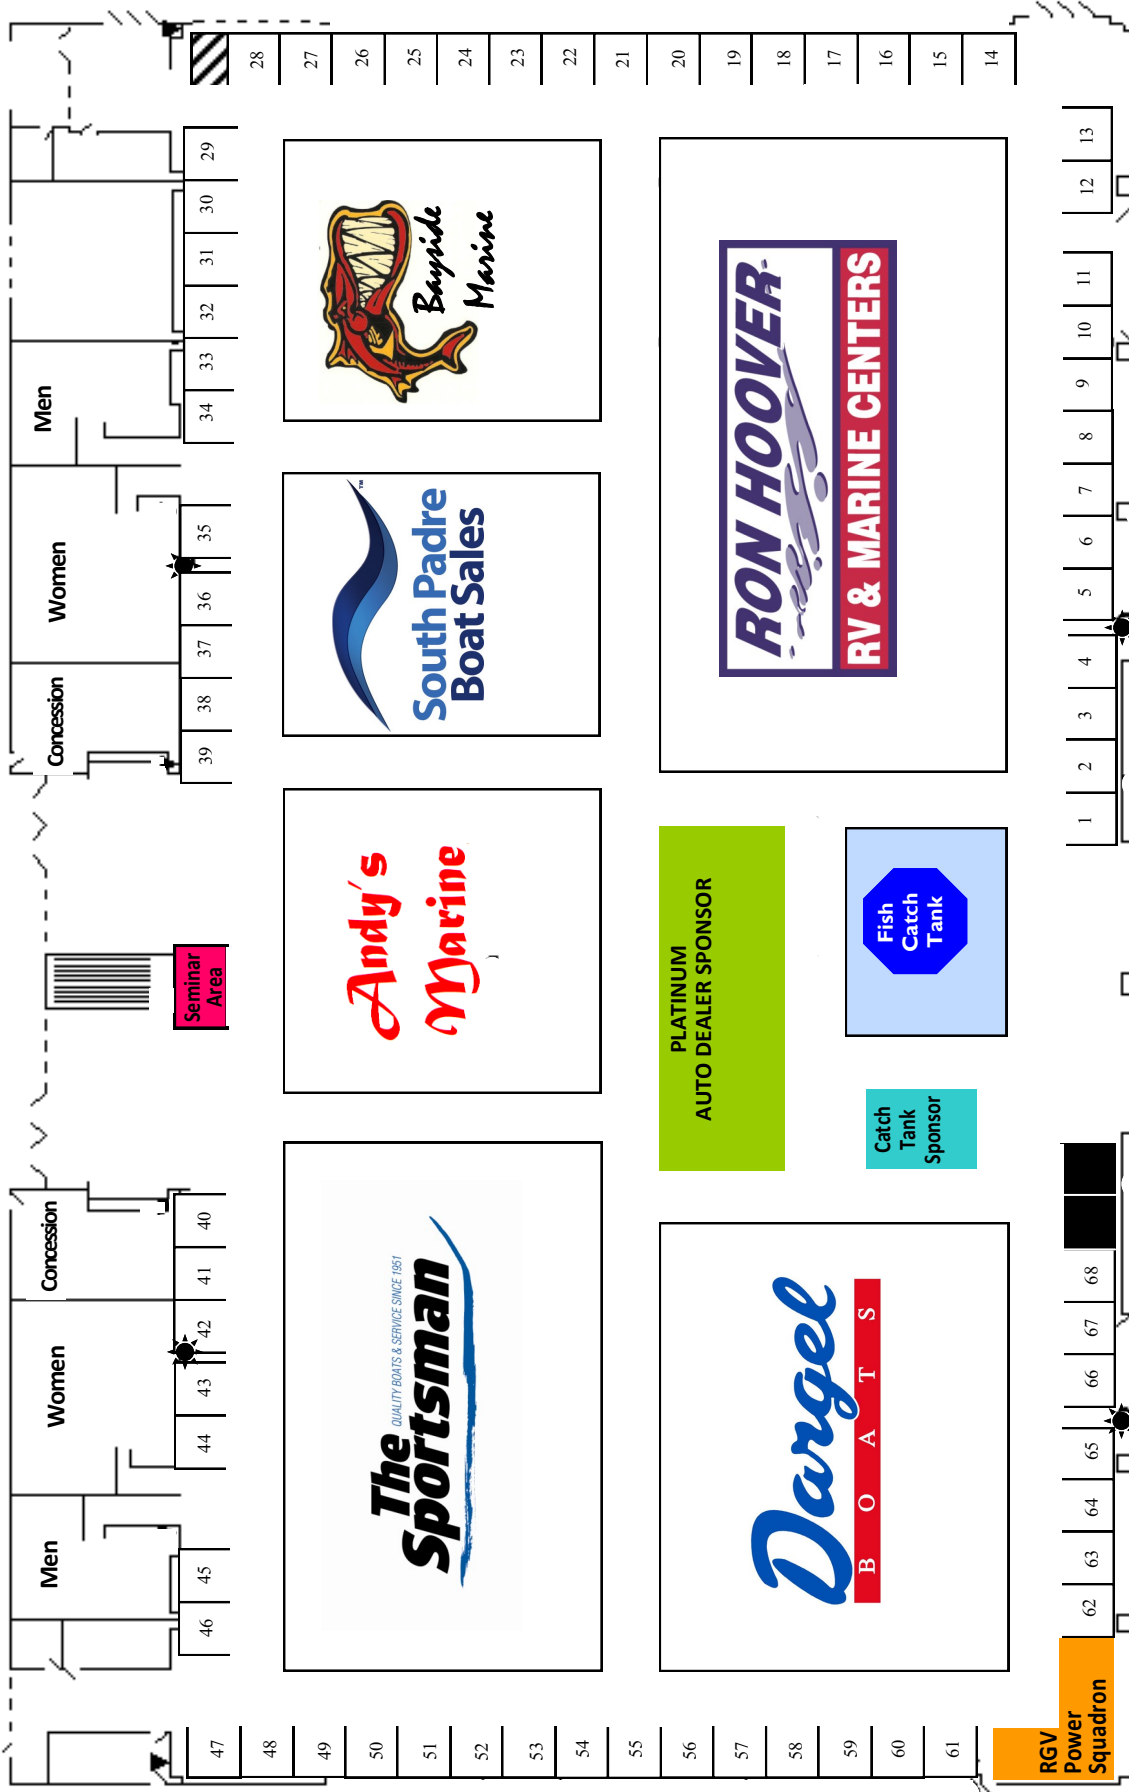 28
27
26
25
24
23
22
21
20
19
18
17
16
15
14
29
30
31
32
33
34
35
36
37
38
39
Men
Women
Concession
Bayside
Marine
South Padre
Boat Sales
™
RON HOOVER
RV & MARINE CENTERS
13
12
11
10
9
8
7
6
5
4
3
2
1
Seminar
Area
Andy's
Marine
PLATINUM
AUTO DEALER SPONSOR
Fish
Catch
Tank
Catch
Tank
Sponsor
Concession
Women
Men
40
41
42
43
44
45
46
The
QUALITY BOATS & SERVICE SINCE 1951
Sportsman
Dargel
BOATS
68
67
66
65
64
63
62
47
48
49
50
51
52
53
54
55
56
57
58
59
60
61
RGV
Power
Squadron